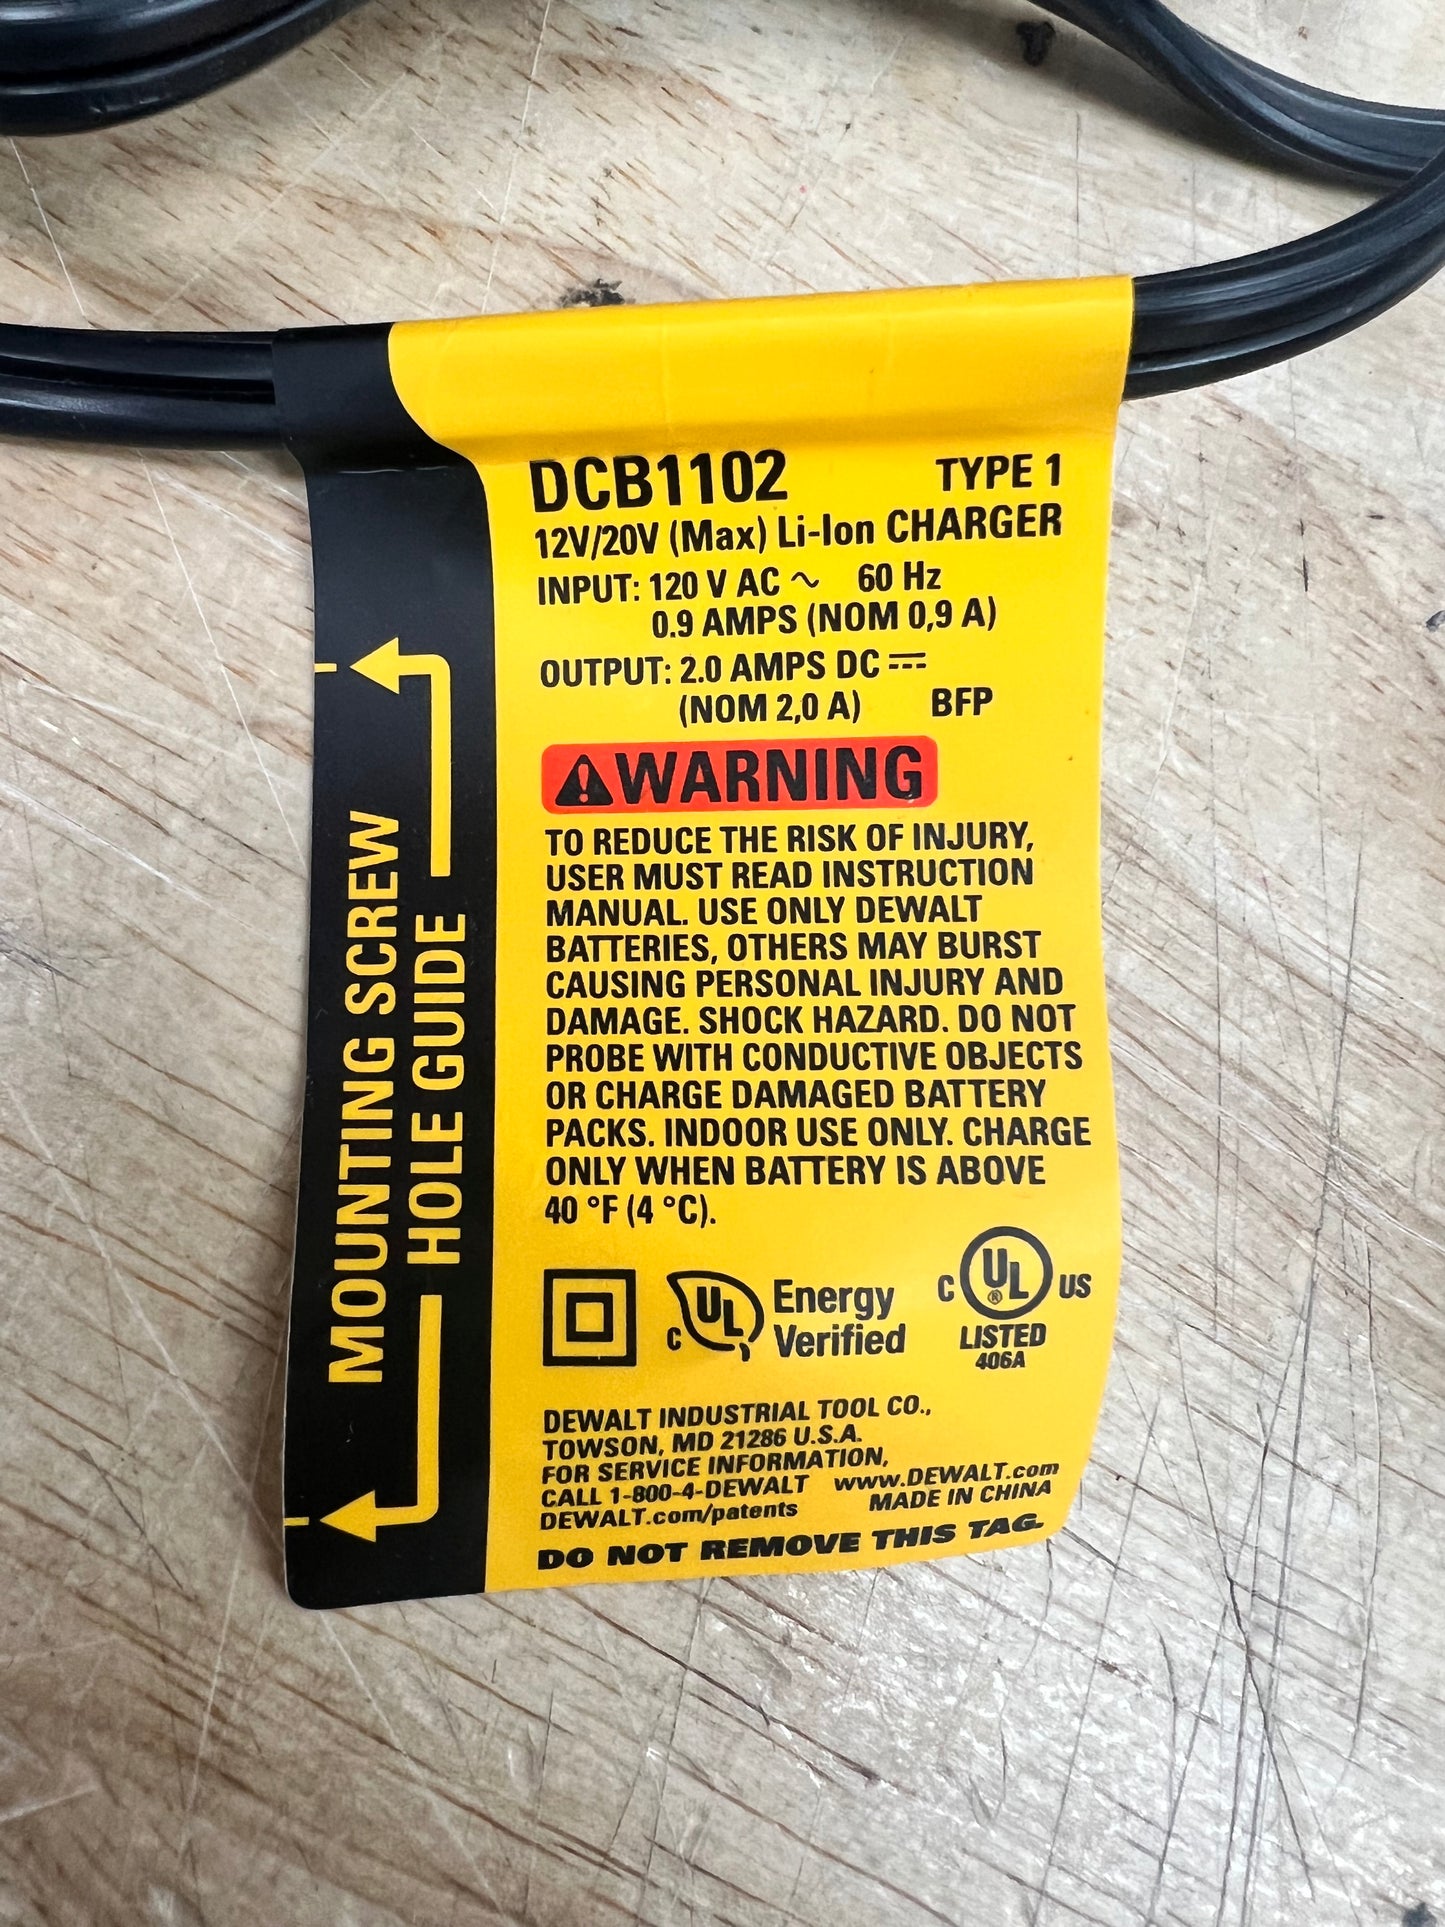 DCB1102 TYPE 1
12V/20V (Max) Li-Ion CHARGER
INPUT: 120 V AC ~ 60 Hz
0.9 AMPS (NOM 0,9 A)
OUTPUT: 2.0 AMPS DC ⎓
(NOM 2,0 A) BFP
⚠WARNING
TO REDUCE THE RISK OF INJURY,
USER MUST READ INSTRUCTION
MANUAL. USE ONLY DEWALT
BATTERIES, OTHERS MAY BURST
CAUSING PERSONAL INJURY AND
DAMAGE. SHOCK HAZARD. DO NOT
PROBE WITH CONDUCTIVE OBJECTS
OR CHARGE DAMAGED BATTERY
PACKS. INDOOR USE ONLY. CHARGE
ONLY WHEN BATTERY IS ABOVE
40 °F (4 °C).
C UL Energy
Verified
C UL ® US
LISTED
406A
DEWALT INDUSTRIAL TOOL CO.,
TOWSON, MD 21286 U.S.A.
FOR SERVICE INFORMATION,
CALL 1-800-4-DEWALT www.DEWALT.com
DEWALT.com/patents MADE IN CHINA
DO NOT REMOVE THIS TAG.
MOUNTING SCREW
HOLE GUIDE